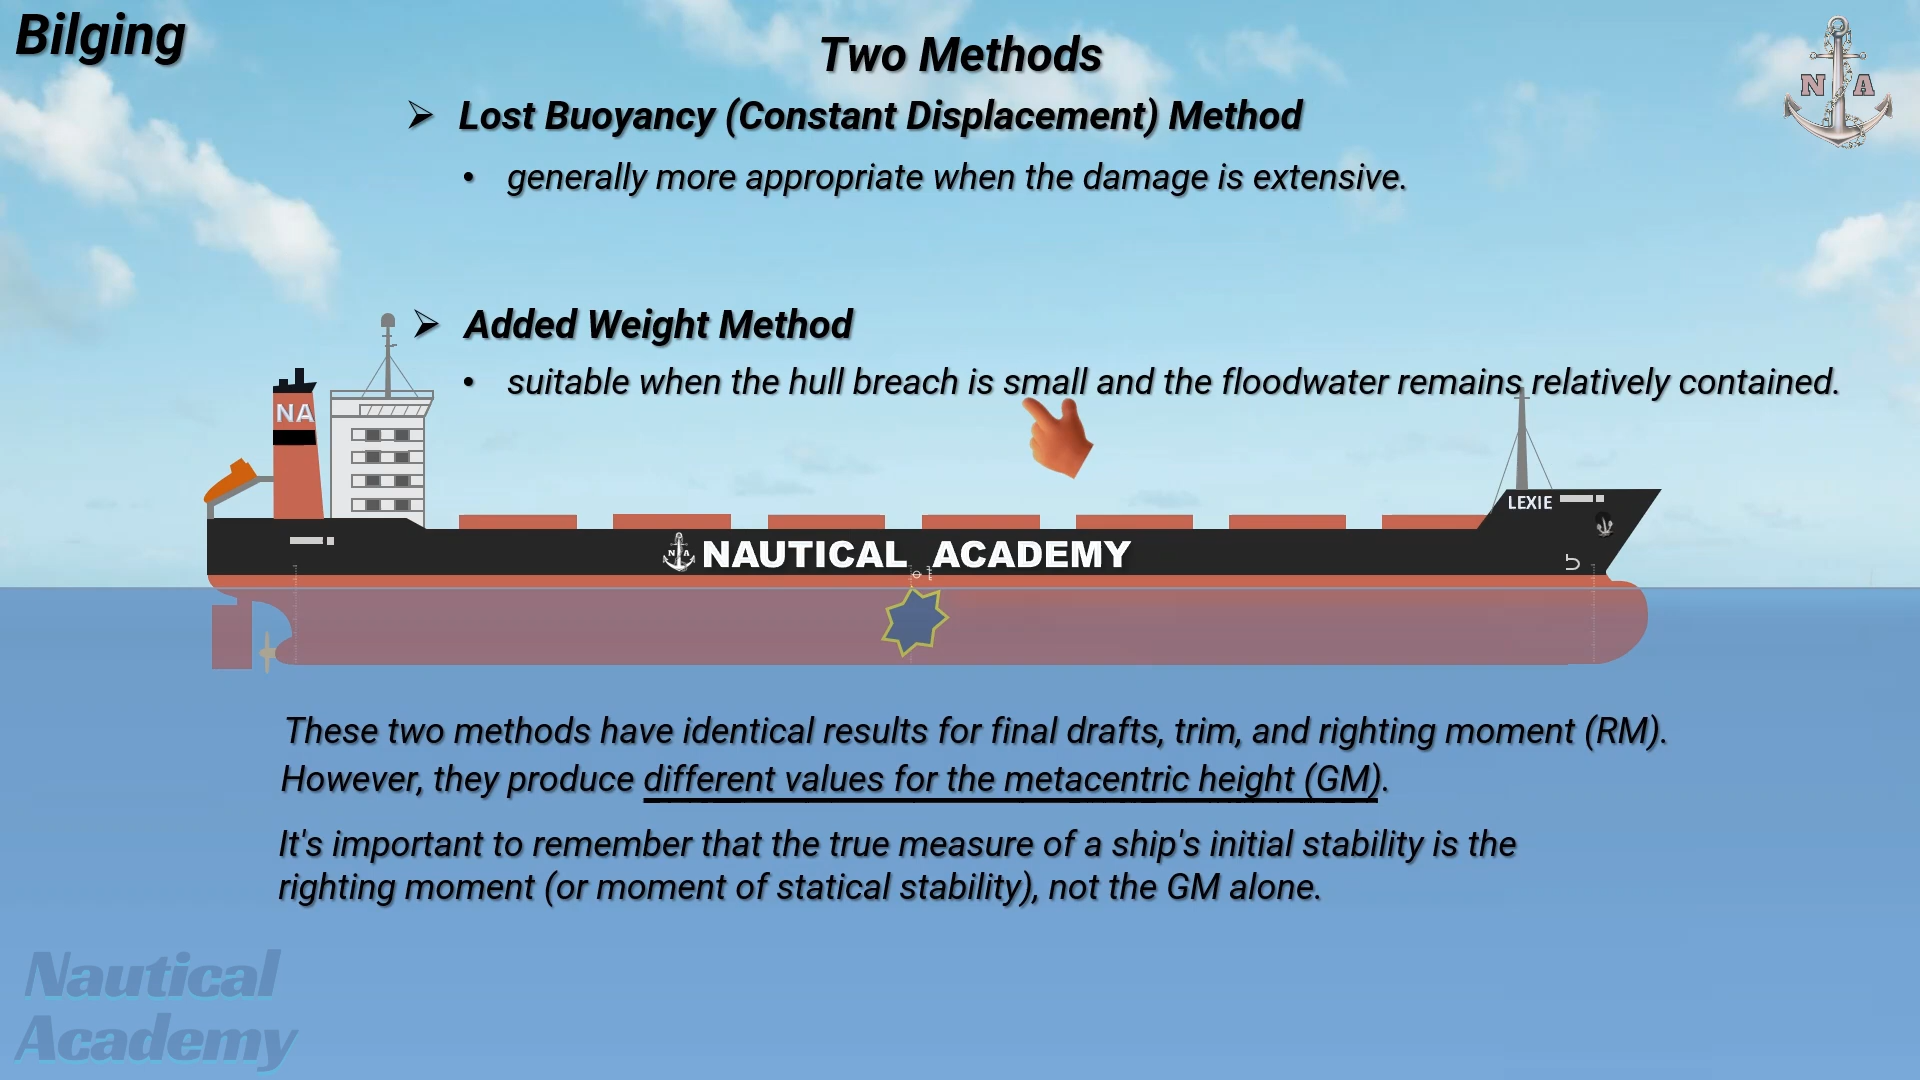 Bilging
Two Methods
➢ Lost Buoyancy (Constant Displacement) Method
• generally more appropriate when the damage is extensive.
N A
➢ Added Weight Method
• suitable when the hull breach is small and the floodwater remains relatively contained.
NA
LEXIE
NAUTICAL ACADEMY
These two methods have identical results for final drafts, trim, and righting moment (RM).
However, they produce different values for the metacentric height (GM).
It's important to remember that the true measure of a ship's initial stability is the
righting moment (or moment of statical stability), not the GM alone.
Nautical
Academy